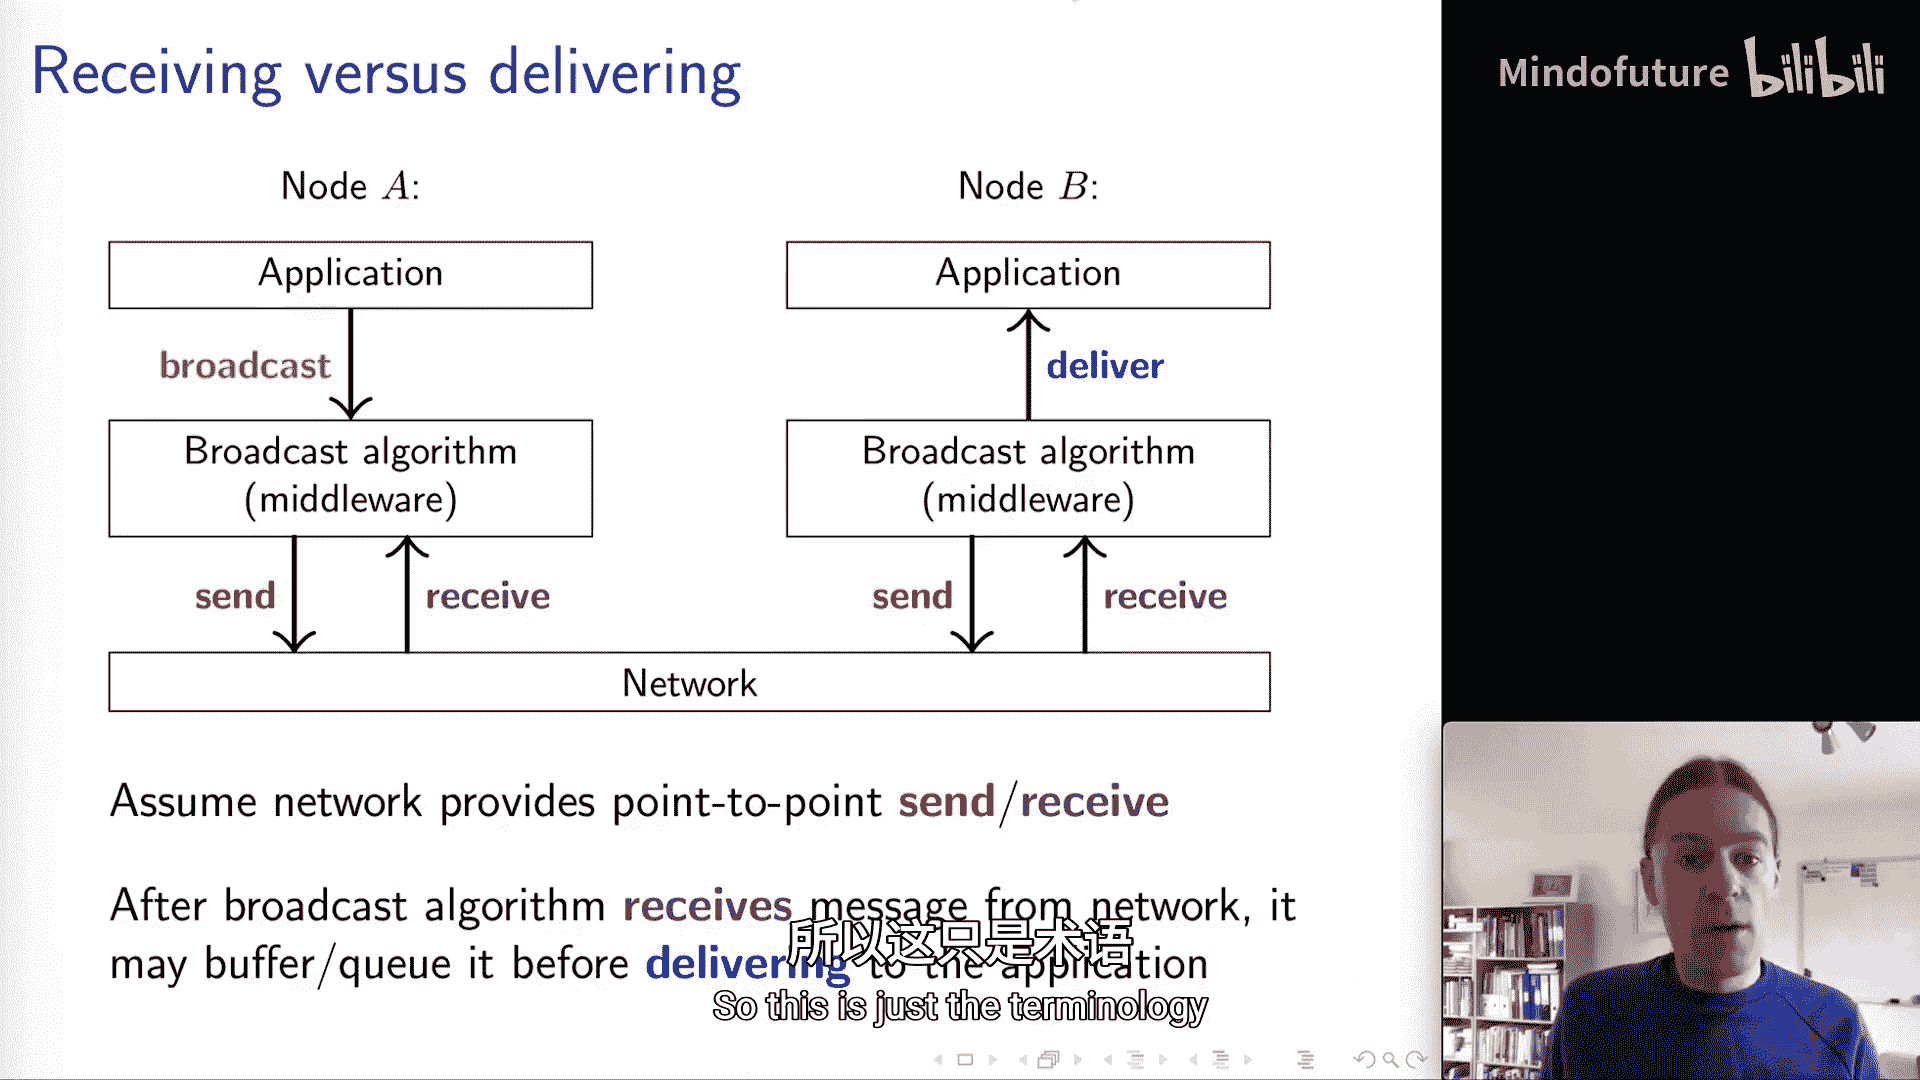 Receiving versus delivering
Mindofuture bilibili
Node A:
Node B:
Application
Application
broadcast
deliver
Broadcast algorithm
(middleware)
Broadcast algorithm
(middleware)
send
receive
send
receive
Network
Assume network provides point-to-point send/receive
After broadcast algorithm receives message from network, it
may buffer/queue it before delivering to the application
所以这只是术语
So this is just the terminology